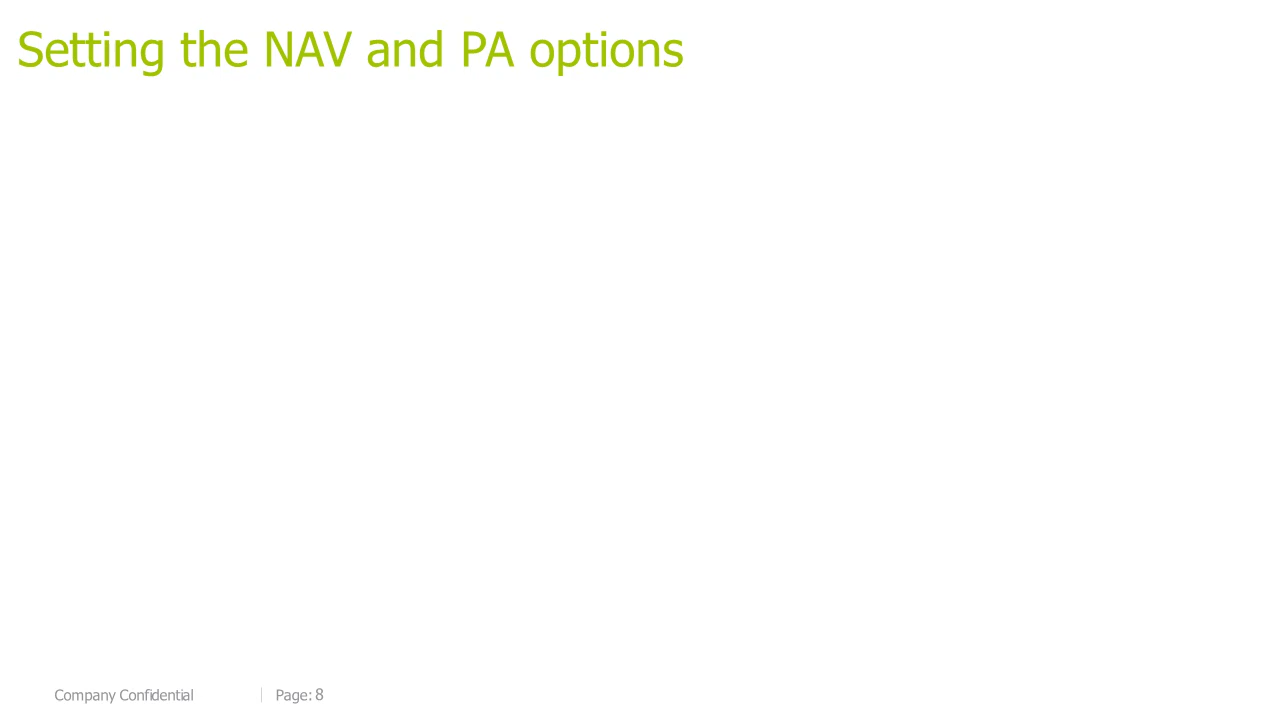 Setting the NAV and PA options
Company Confidential | Page: 8